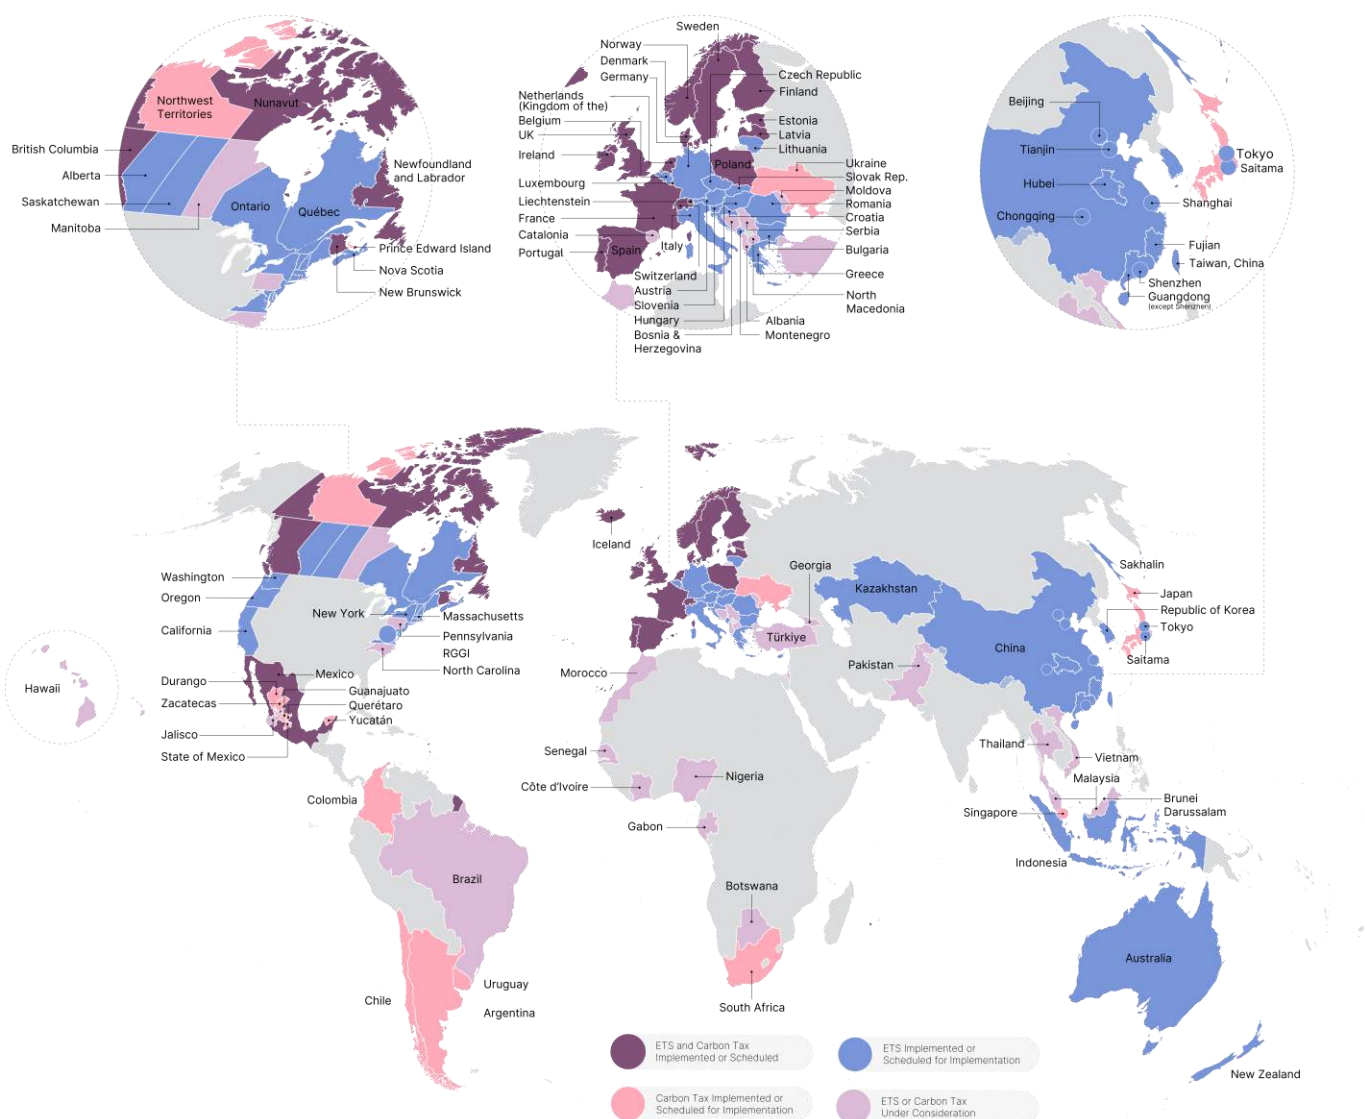 Northwest
Territories
Nunavut
British Columbia
Alberta
Saskatchewan
Manitoba
Ontario
Québec
Newfoundland
and Labrador
Prince Edward Island
Nova Scotia
New Brunswick
Sweden
Norway
Denmark
Germany
Netherlands
(Kingdom of the)
Belgium
UK
Ireland
Luxembourg
Liechtenstein
France
Catalonia
Portugal
Spain
Italy
Poland
Switzerland
Austria
Slovenia
Hungary
Bosnia &
Herzegovina
Czech Republic
Finland
Estonia
Latvia
Lithuania
Ukraine
Slovak Rep.
Moldova
Romania
Croatia
Serbia
Bulgaria
Greece
North
Macedonia
Albania
Montenegro
Beijing
Tianjin
Hubei
Chongqing
Tokyo
Saitama
Shanghai
Fujian
Taiwan, China
Shenzhen
Guangdong
(except Shenzhen)
Washington
Oregon
California
Hawaii
New York
Massachusetts
Pennsylvania
RGGI
North Carolina
Mexico
Durango
Zacatecas
Jalisco
State of Mexico
Guanajuato
Querétaro
Yucatán
Colombia
Brazil
Chile
Uruguay
Argentina
Iceland
Georgia
Türkiye
Morocco
Senegal
Côte d'Ivoire
Nigeria
Gabon
Botswana
South Africa
Kazakhstan
Pakistan
China
Sakhalin
Japan
Republic of Korea
Tokyo
Saitama
Thailand
Vietnam
Malaysia
Singapore
Brunei
Darussalam
Indonesia
Australia
New Zealand
ETS and Carbon Tax
Implemented or Scheduled
ETS Implemented or
Scheduled for Implementation
Carbon Tax Implemented or
Scheduled for Implementation
ETS or Carbon Tax
Under Consideration